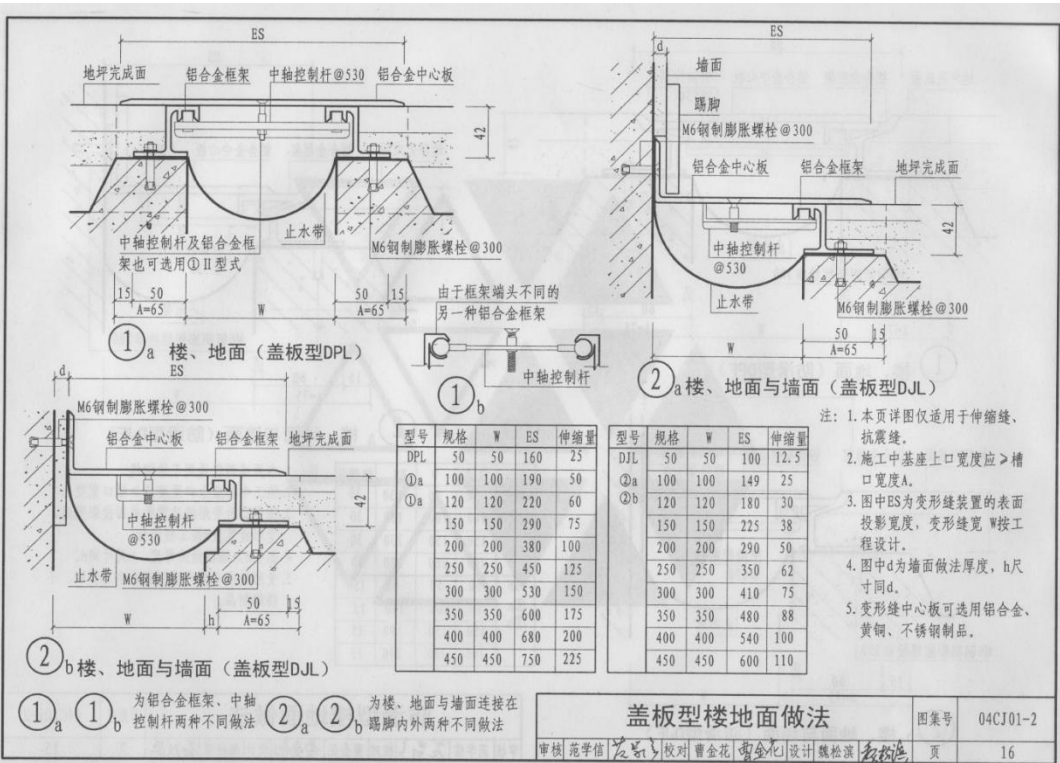 ES
地坪完成面
铝合金框架
中轴控制杆@530
铝合金中心板
42
中轴控制杆及铝合金框
架也可选用①Ⅱ型式
止水带
M6钢制膨胀螺栓@300
15 50
A=65
W
50 15
A=65
①a 楼、地面（盖板型DPL）
由于框架端头不同的
另一种铝合金框架
中轴控制杆
①b
ES
d
墙面
踢脚
M6钢制膨胀螺栓@300
铝合金中心板
铝合金框架
地坪完成面
42
中轴控制杆
@530
止水带
M6钢制膨胀螺栓@300
50 15
W
A=65
②a楼、地面与墙面（盖板型DJL）
d
ES
M6钢制膨胀螺栓@300
铝合金中心板
铝合金框架
地坪完成面
42
中轴控制杆
@530
止水带
M6钢制膨胀螺栓@300
50 15
W
h
A=65
②b楼、地面与墙面（盖板型DJL）
型号 规格 W ES 伸缩量
DPL 50 50 160 25
①a 100 100 190 50
①a 120 120 220 60
150 150 290 75
200 200 380 100
250 250 450 125
300 300 530 150
350 350 600 175
400 400 680 200
450 450 750 225
型号 规格 W ES 伸缩量
DJL 50 50 100 12.5
②a 100 100 149 25
②b 120 120 180 30
150 150 225 38
200 200 290 50
250 250 350 62
300 300 410 75
350 350 480 88
400 400 540 100
450 450 600 110
注：1.本页详图仅适用于伸缩缝、
抗震缝。
2.施工中基座上口宽度应≥槽
口宽度A。
3.图中ES为变形缝装置的表面
投影宽度，变形缝宽 W按工
程设计。
4.图中d为墙面做法厚度，h尺
寸同d。
5.变形缝中心板可选用铝合金、
黄铜、不锈钢制品。
①a ①b 为铝合金框架、中轴
控制杆两种不同做法
②a ②b 为楼、地面与墙面连接在
踢脚内外两种不同做法
盖板型楼地面做法
图集号 04CJ01-2
审核 范学信 校对 曹金花 曹金花 设计 魏松滨 页 16